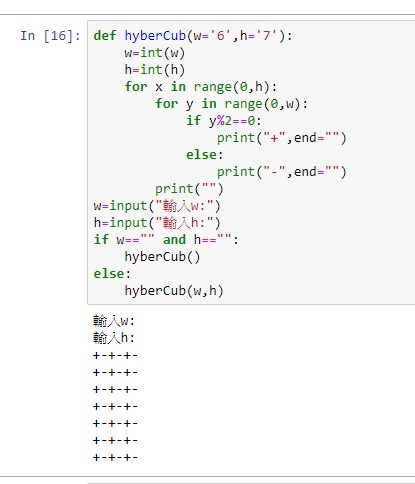 In [16]: def hyberCub(w='6',h='7'):
    w=int(w)
    h=int(h)
    for x in range(0,h):
        for y in range(0,w):
            if y%2==0:
                print("+",end="")
            else:
                print("-",end="")
        print("")
w=input("輸入w:")
h=input("輸入h:")
if w=="" and h=="":
    hyberCub()
else:
    hyberCub(w,h)
輸入w:
輸入h:
+-+-+-
+-+-+-
+-+-+-
+-+-+-
+-+-+-
+-+-+-
+-+-+-